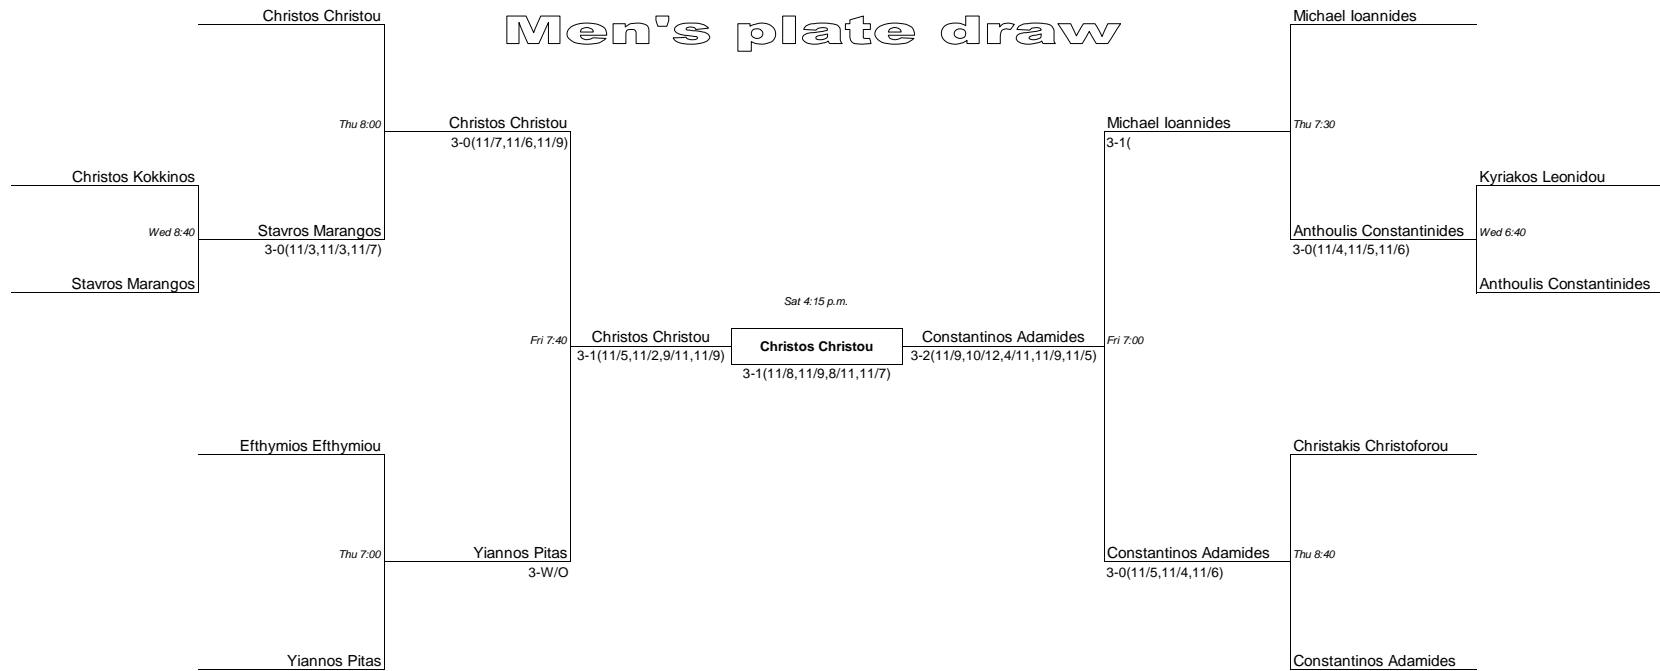 Men's plate draw
Christos Christou
Michael Ioannides
Thu 8:00
Christos Christou
3-0(11/7,11/6,11/9)
Michael Ioannides
3-1(
Thu 7:30
Christos Kokkinos
Kyriakos Leonidou
Wed 8:40
Stavros Marangos
3-0(11/3,11/3,11/7)
Anthoulis Constantinides
3-0(11/4,11/5,11/6)
Wed 6:40
Stavros Marangos
Anthoulis Constantinides
Sat 4:15 p.m.
Fri 7:40
Christos Christou
3-1(11/5,11/2,9/11,11/9)
Christos Christou
3-1(11/8,11/9,8/11,11/7)
Constantinos Adamides
3-2(11/9,10/12,4/11,11/9,11/5)
Fri 7:00
Efthymios Efthymiou
Christakis Christoforou
Thu 7:00
Yiannos Pitas
3-W/O
Constantinos Adamides
3-0(11/5,11/4,11/6)
Thu 8:40
Yiannos Pitas
Constantinos Adamides